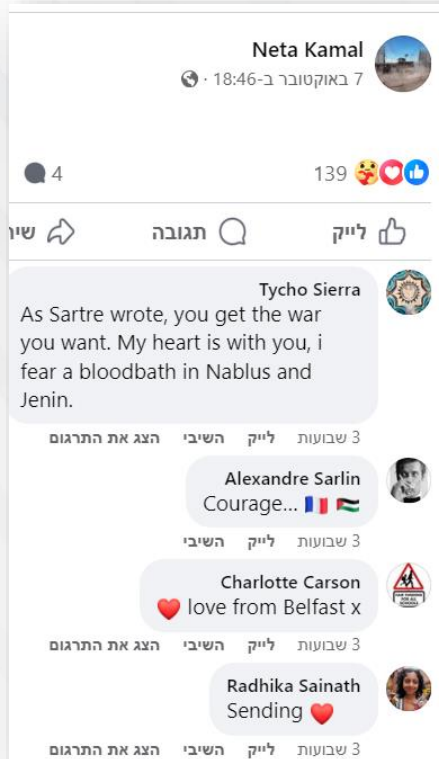 Neta Kamal
7 באוקטובר ב-18:46 ·
139
4
לייק
תגובה
שיר
Tycho Sierra
As Sartre wrote, you get the war
you want. My heart is with you, i
fear a bloodbath in Nablus and
Jenin.
3 שבועות לייק השיבי הצג את התרגום
Alexandre Sarlin
Courage... 🇫🇷 🇵🇸
3 שבועות לייק השיבי
Charlotte Carson
❤️ love from Belfast x
3 שבועות לייק השיבי הצג את התרגום
Radhika Sainath
Sending ❤️
3 שבועות לייק השיבי הצג את התרגום